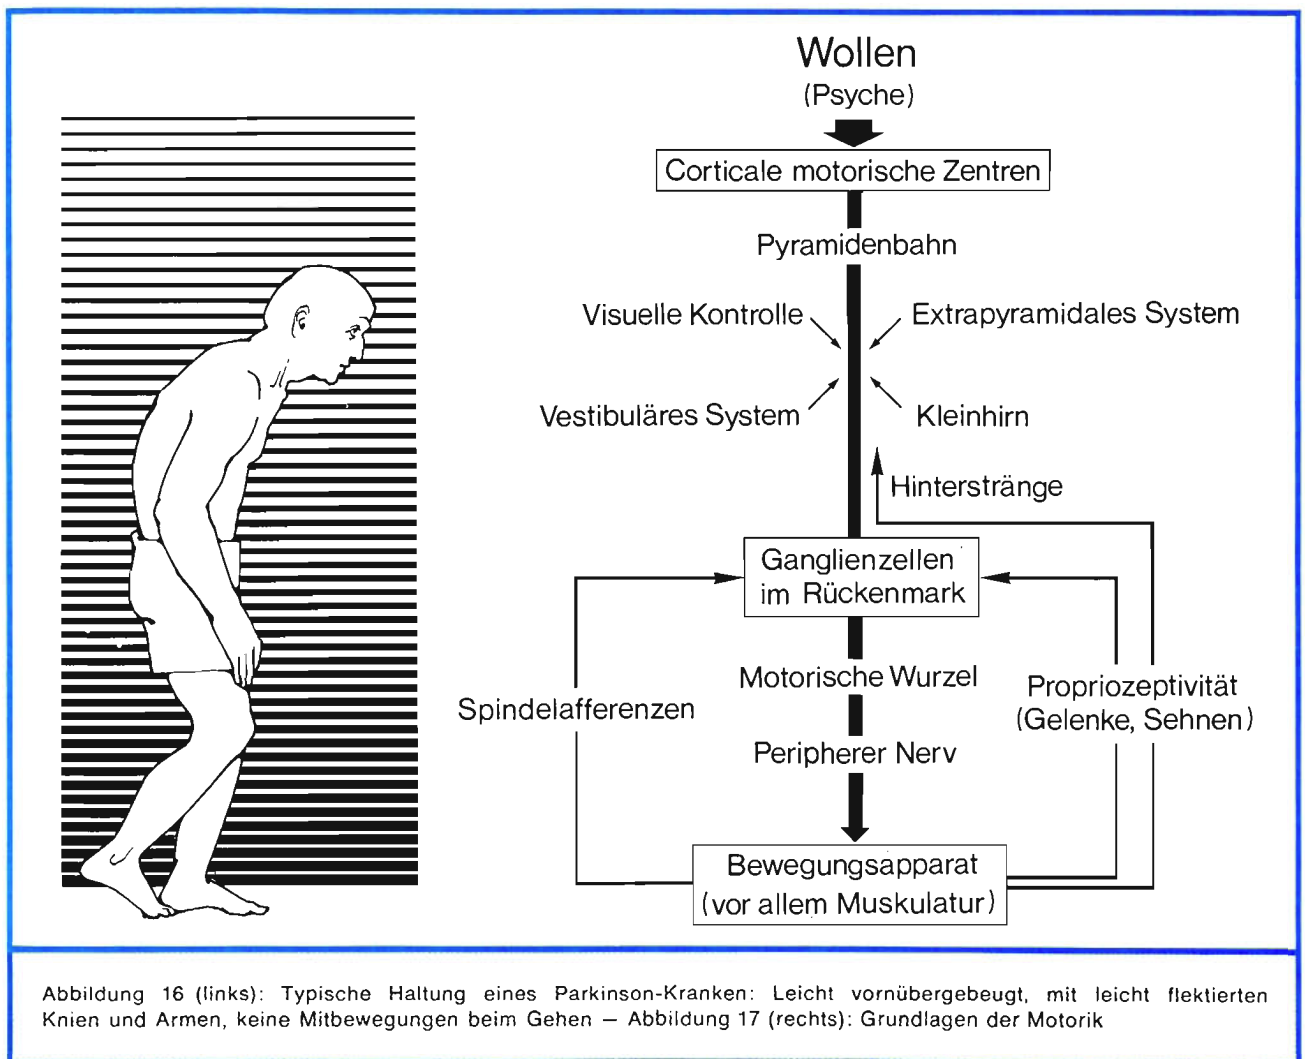 Wollen
(Psyche)
Corticale motorische Zentren
Pyramidenbahn
Visuelle Kontrolle
Extrapyramidales System
Vestibuläres System
Kleinhirn
Hinterstränge
Ganglienzellen
im Rückenmark
Motorische Wurzel
Spindelafferenzen
Propriozeptivität
(Gelenke, Sehnen)
Peripherer Nerv
Bewegungsapparat
(vor allem Muskulatur)
Abbildung 16 (links): Typische Haltung eines Parkinson-Kranken: Leicht vornübergebeugt, mit leicht flektierten
Knien und Armen, keine Mitbewegungen beim Gehen — Abbildung 17 (rechts): Grundlagen der Motorik